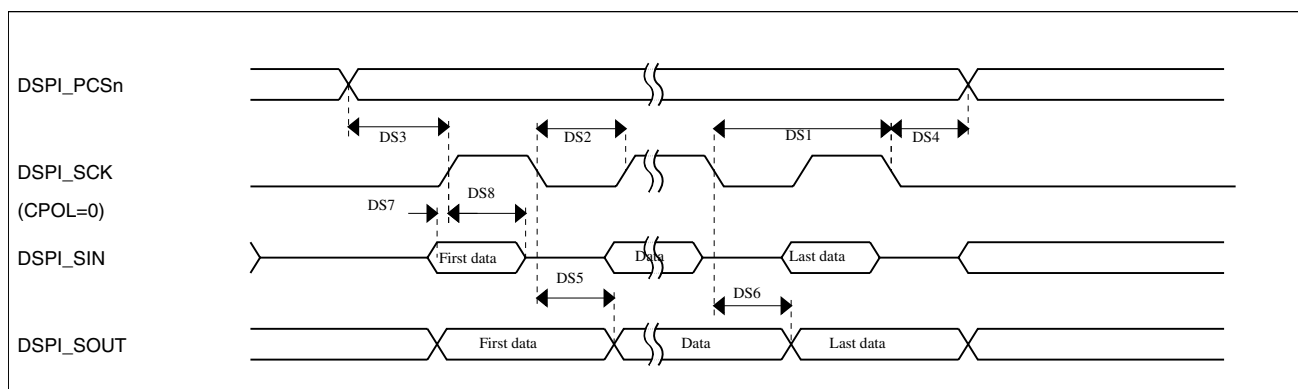 DSPI_PCSn
DS3
DS2
DS1
DS4
DSPI_SCK
(CPOL=0)
DS7
DS8
DSPI_SIN
First data
Data
Last data
DS5
DS6
DSPI_SOUT
First data
Data
Last data